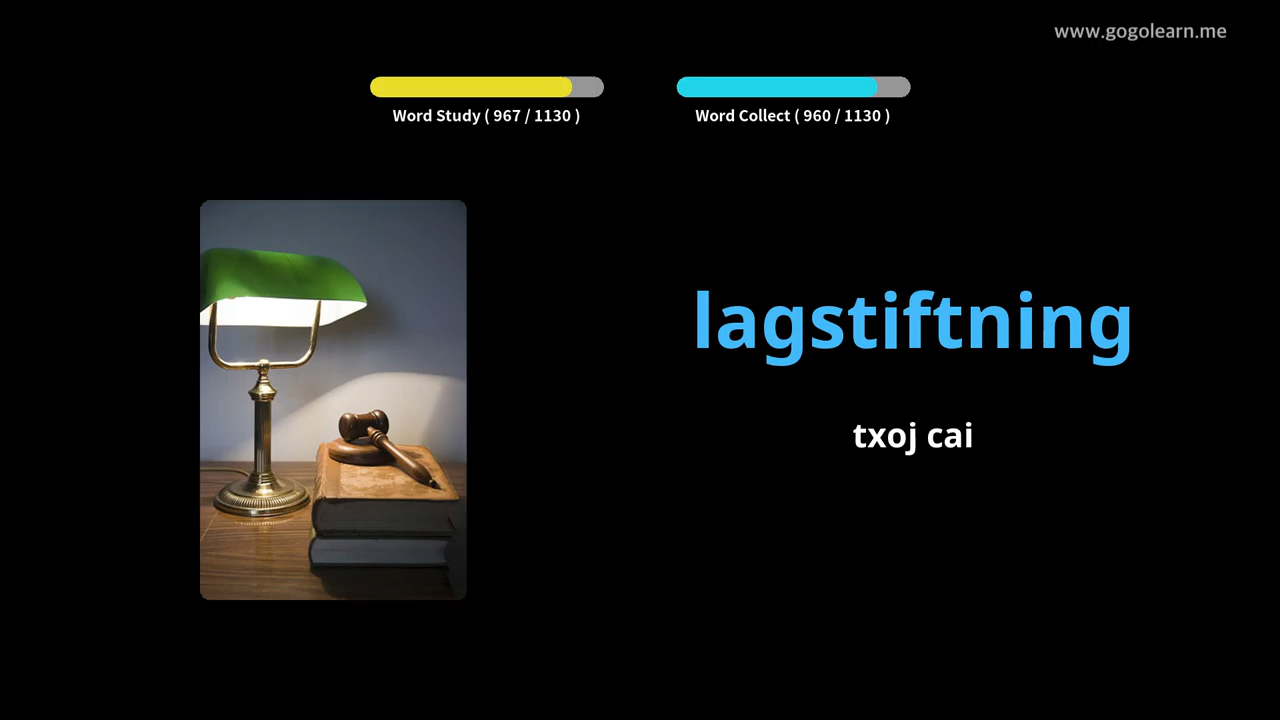 www.gogolearn.me
Word Study ( 967 / 1130 )
Word Collect ( 960 / 1130 )
lagstiftning
txoj cai